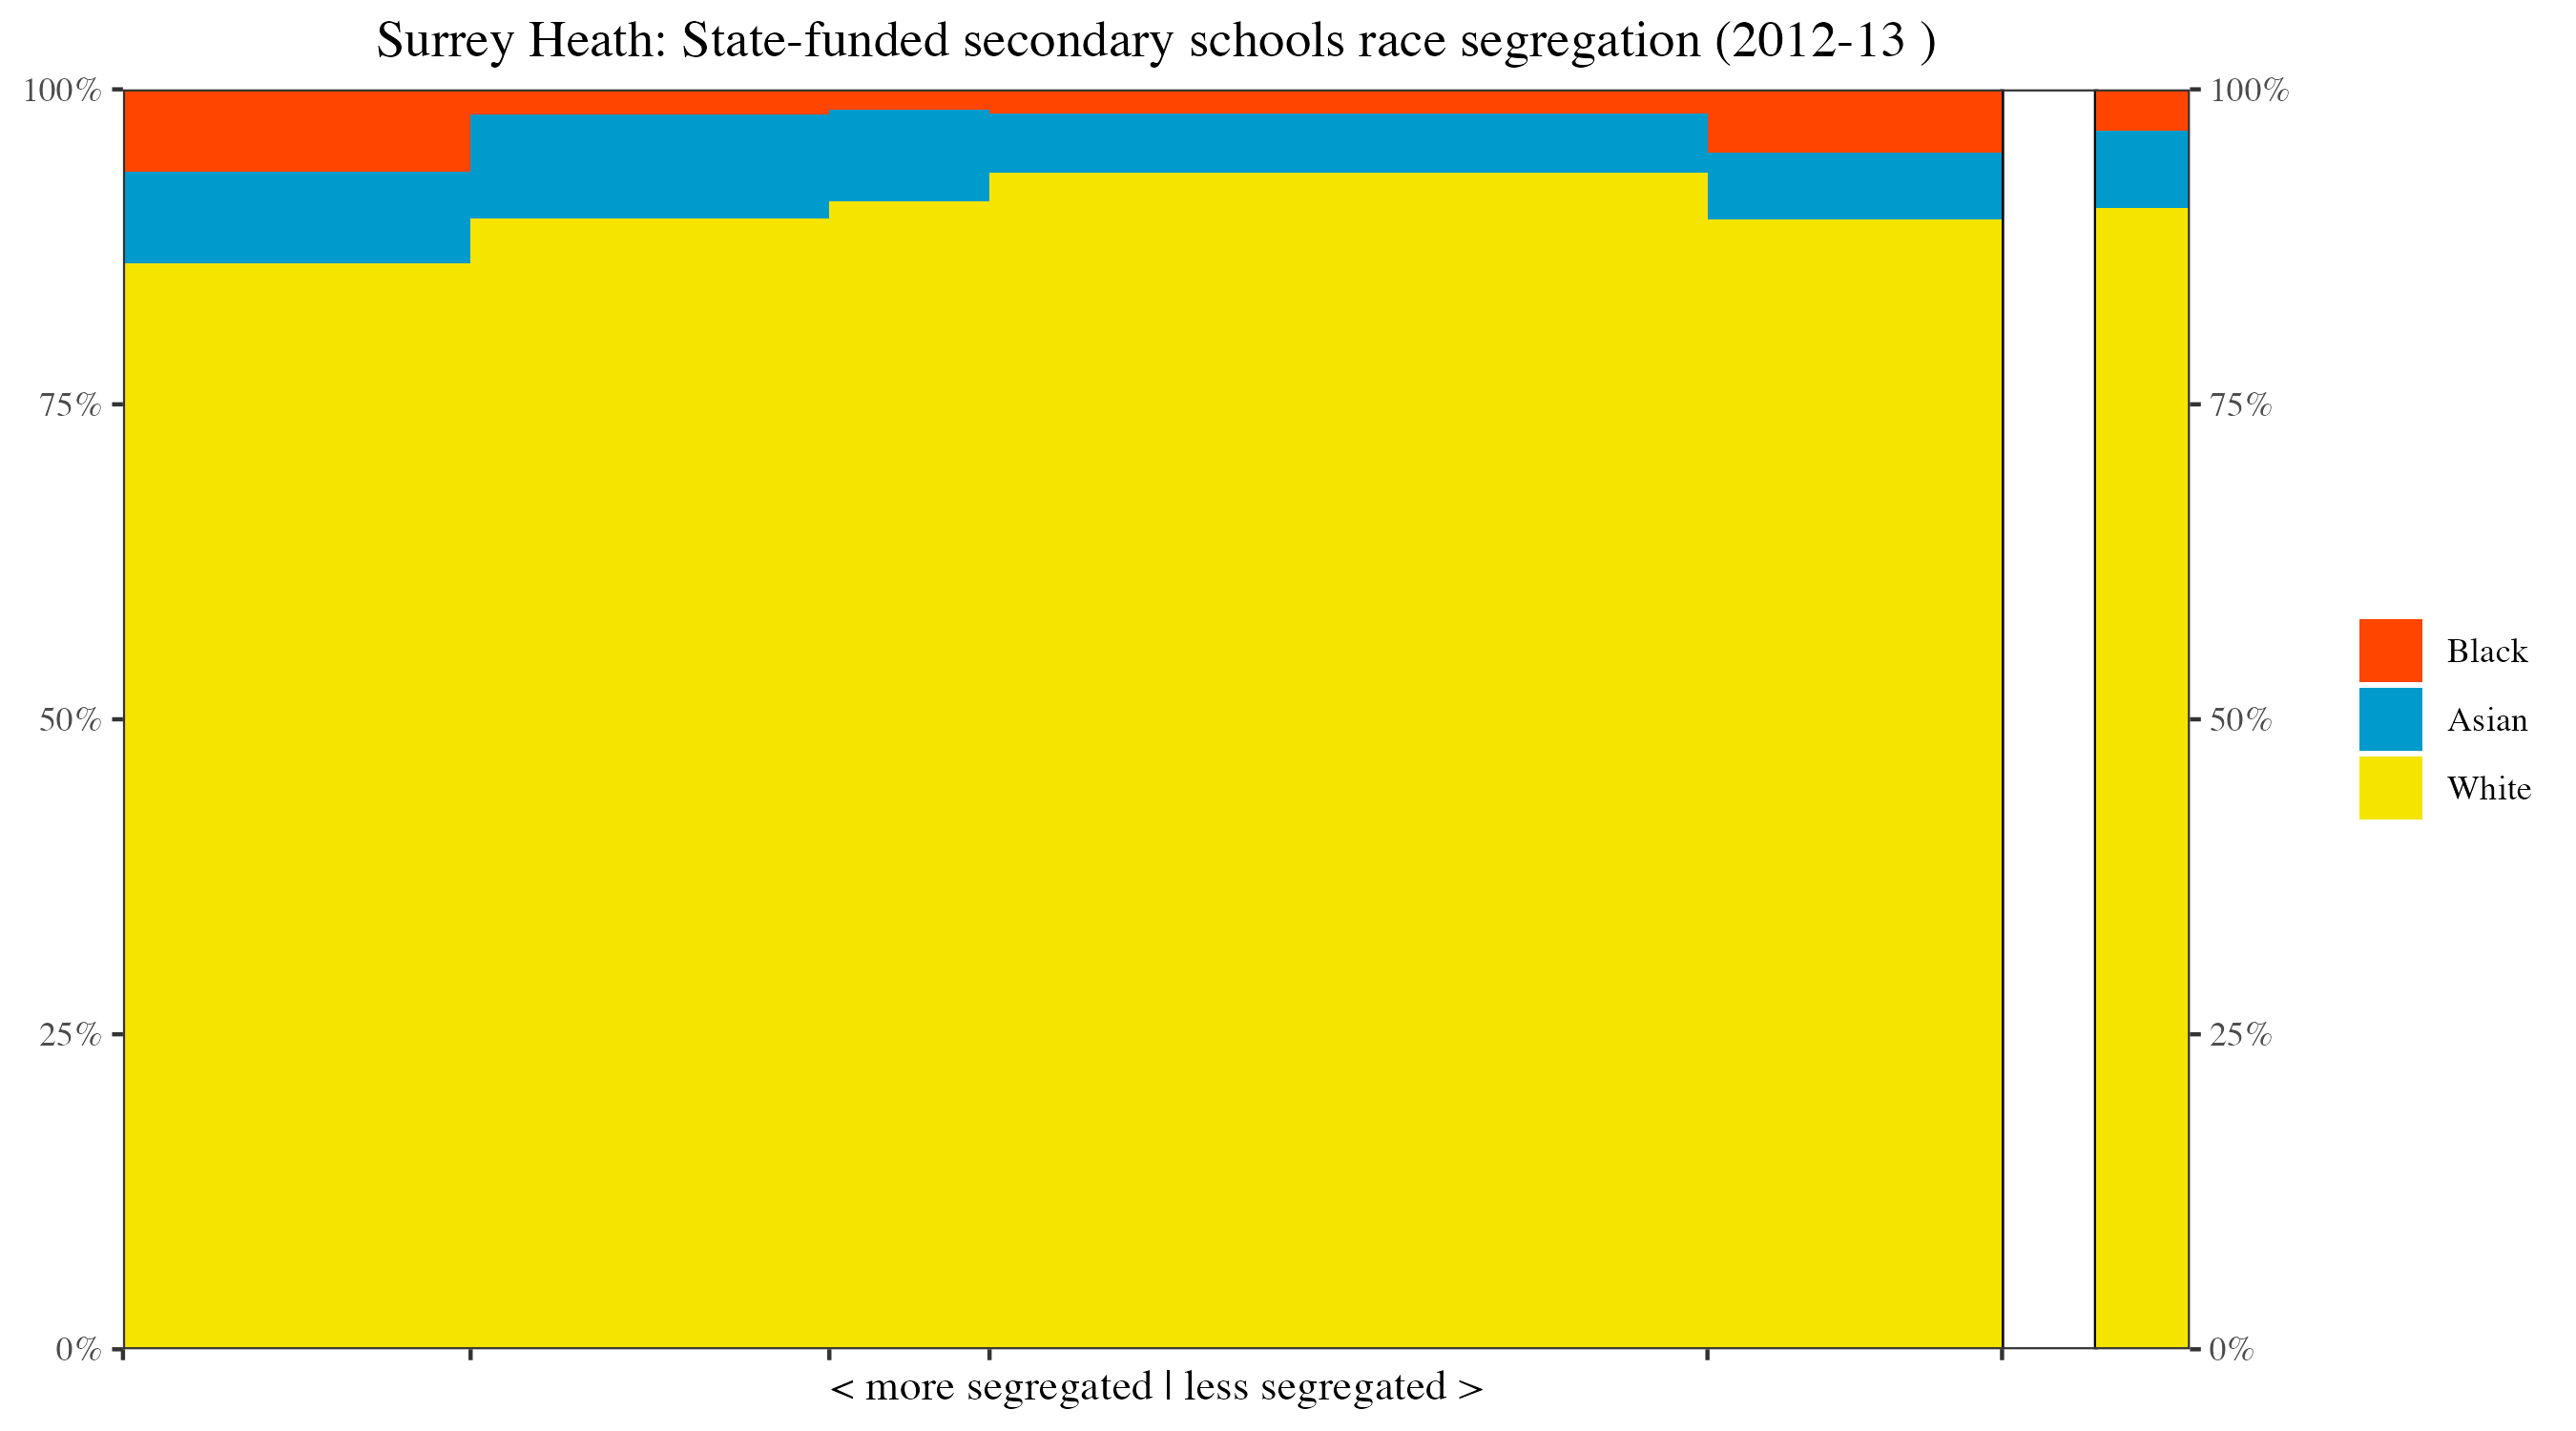 Surrey Heath: State-funded secondary schools race segregation (2012-13 )
100%
75%
50%
25%
0%
100%
75%
50%
25%
0%
Black
Asian
White
< more segregated | less segregated >